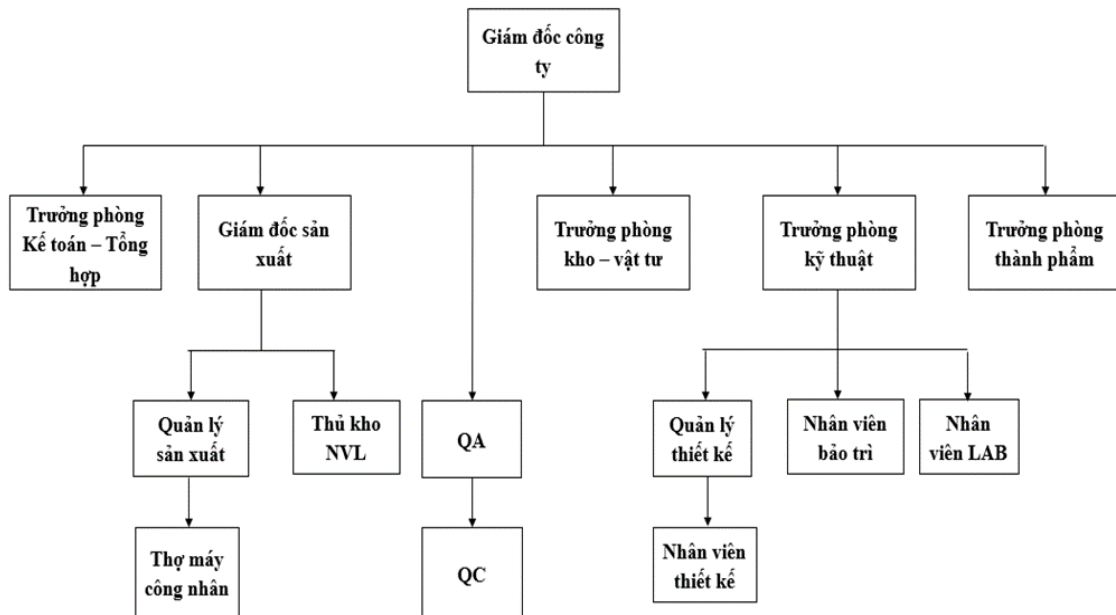 Giám đốc công
ty
Trưởng phòng
Kế toán – Tổng
hợp
Giám đốc sản
xuất
Trưởng phòng
kho – vật tư
Trưởng phòng
kỹ thuật
Trưởng phòng
thành phẩm
Quản lý
sản xuất
Thủ kho
NVL
QA
Quản lý
thiết kế
Nhân viên
bảo trì
Nhân
viên LAB
Thợ máy
công nhân
QC
Nhân viên
thiết kế